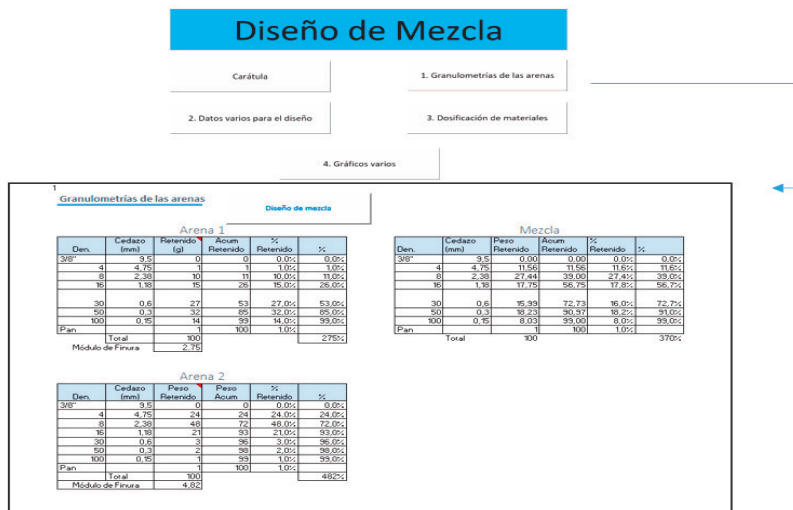 Diseño de Mezcla
Carátula
1. Granulometrías de las arenas
2. Datos varios para el diseño
3. Dosificación de materiales
4. Gráficos varios
1
Granulometrías de las arenas
Diseño de mezcla
Arena 1
Den. Cedazo (mm) Retenido (g) Acum Retenido % Retenido %
3/8" 9,5 0 0 0,0% 0,0%
4 4,75 1 1 1,0% 1,0%
8 2,38 10 11 10,0% 11,0%
16 1,18 15 26 15,0% 26,0%
30 0,6 27 53 27,0% 53,0%
50 0,3 32 85 32,0% 85,0%
100 0,15 14 99 14,0% 99,0%
Pan 1 100 1,0%
Total 100 275%
Módulo de Finura 2,75
Mezcla
Den. Cedazo (mm) Peso Retenido Acum Retenido % Retenido %
3/8" 9,5 0,00 0,00 0,0% 0,0%
4 4,75 11,56 11,56 11,6% 11,6%
8 2,38 27,44 39,00 27,4% 39,0%
16 1,18 17,75 56,75 17,8% 56,7%
30 0,6 15,99 72,73 16,0% 72,7%
50 0,3 18,23 90,97 18,2% 91,0%
100 0,15 8,03 99,00 8,0% 99,0%
Pan 1 100 1,0%
Total 100 370%
Arena 2
Den. Cedazo (mm) Peso Retenido Peso Acum % Retenido %
3/8" 9,5 0 0 0,0% 0,0%
4 4,75 24 24 24,0% 24,0%
8 2,38 48 72 48,0% 72,0%
16 1,18 21 93 21,0% 93,0%
30 0,6 3 96 3,0% 96,0%
50 0,3 2 98 2,0% 98,0%
100 0,15 1 99 1,0% 99,0%
Pan 1 100 1,0%
Total 100 482%
Módulo de Finura 4,82